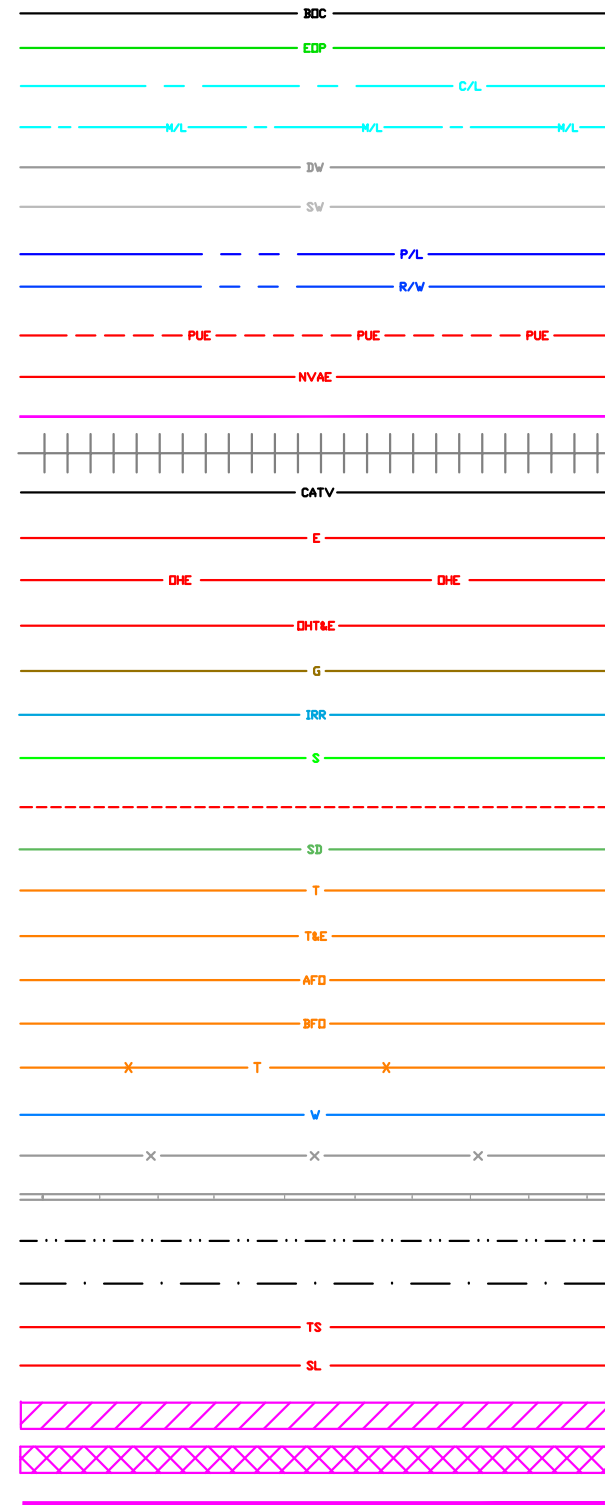 BOC
EOP
C/L
M/L M/L M/L
DW
SW
P/L
R/W
PUE PUE PUE
NVAE
CATV
E
OHE OHE
OHT&E
G
IRR
S
SD
T
T&E
AFO
BFO
X T X
W
X X X
TS
SL